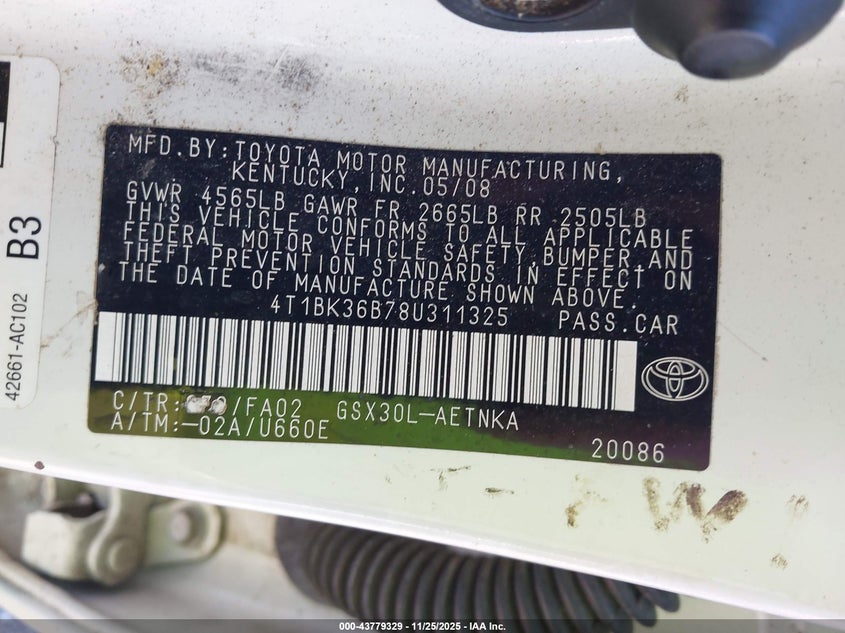 MFD.BY:TOYOTA MOTOR MANUFACTURING,
KENTUCKY,INC.05/08
GVWR 4565LB GAWR FR 2665LB RR 2505LB
THIS VEHICLE CONFORMS TO ALL APPLICABLE
FEDERAL MOTOR VEHICLE SAFETY,BUMPER,AND
THEFT PREVENTION STANDARDS IN EFFECT ON
THE DATE OF MANUFACTURE SHOWN ABOVE.
4T1BK36B78U311325 PASS.CAR
C/TR: /FA02 GSX30L-AETNKA
A/TM:-02A/U660E
20086
42661-AC102
B3
000-43779329 - 11/25/2025 - IAA Inc.